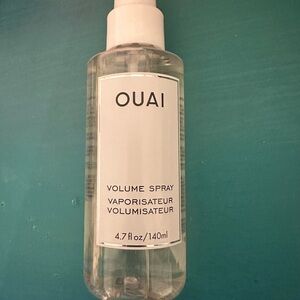 OUAI
VOLUME SPRAY
VAPORISATEUR
VOLUMISATEUR
4.7 fl oz/140ml